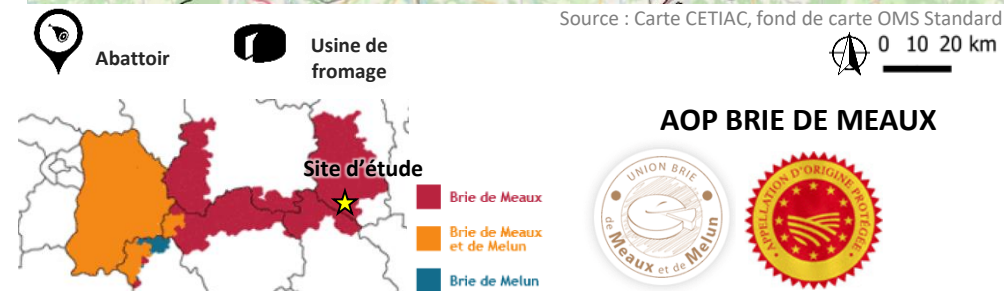 Source : Carte CETIAC, fond de carte OMS Standard
Abattoir
Usine de
fromage
0 10 20 km
AOP BRIE DE MEAUX
Site d'étude
Brie de Meaux
Brie de Meaux
et de Melun
Brie de Melun
UNION BRIE
de Meaux et de Melun
APPELLATION D'ORIGINE PROTÉGÉE